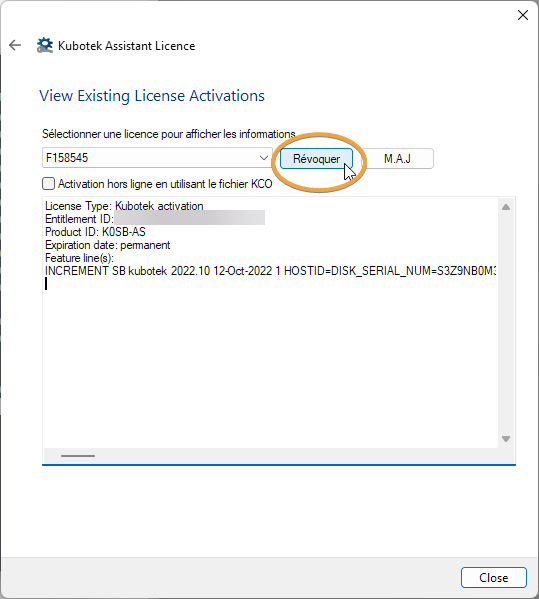 Kubotek Assistant Licence
View Existing License Activations
Sélectionner une licence pour afficher les informations
F158545
Révoquer
M.A.J
Activation hors ligne en utilisant le fichier KCO
License Type: Kubotek activation
Entitlement ID:
Product ID: K0SB-AS
Expiration date: permanent
Feature line(s):
INCREMENT SB kubotek 2022.10 12-Oct-2022 1 HOSTID=DISK_SERIAL_NUM=S3Z9NB0M3
Close